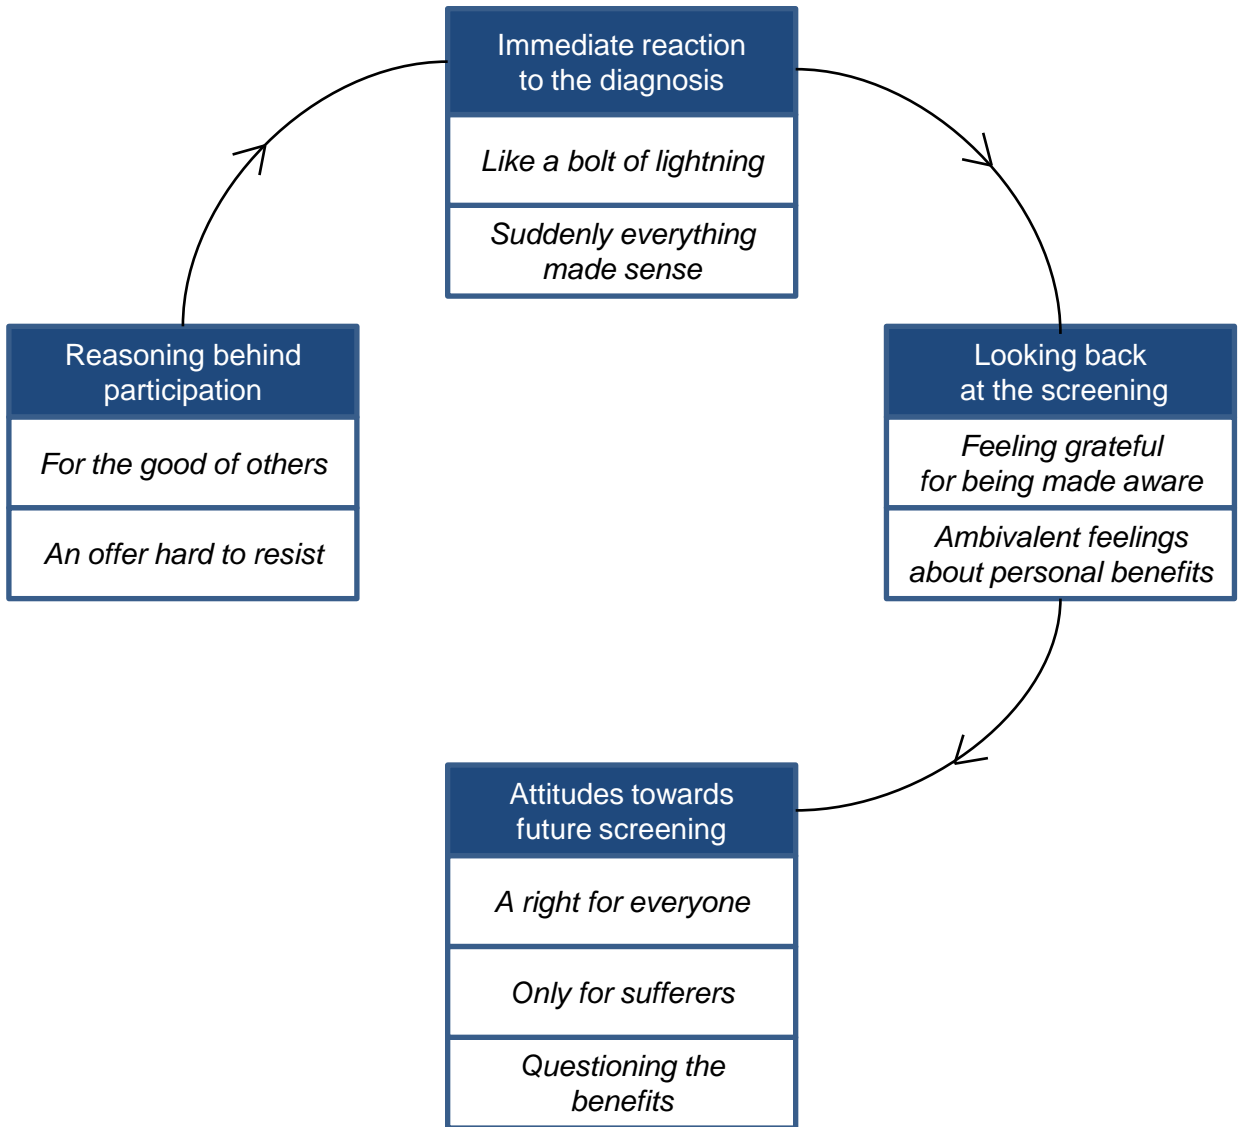 Immediate reaction
to the diagnosis
Like a bolt of lightning
Suddenly everything
made sense
Reasoning behind
participation
For the good of others
An offer hard to resist
Looking back
at the screening
Feeling grateful
for being made aware
Ambivalent feelings
about personal benefits
Attitudes towards
future screening
A right for everyone
Only for sufferers
Questioning the
benefits